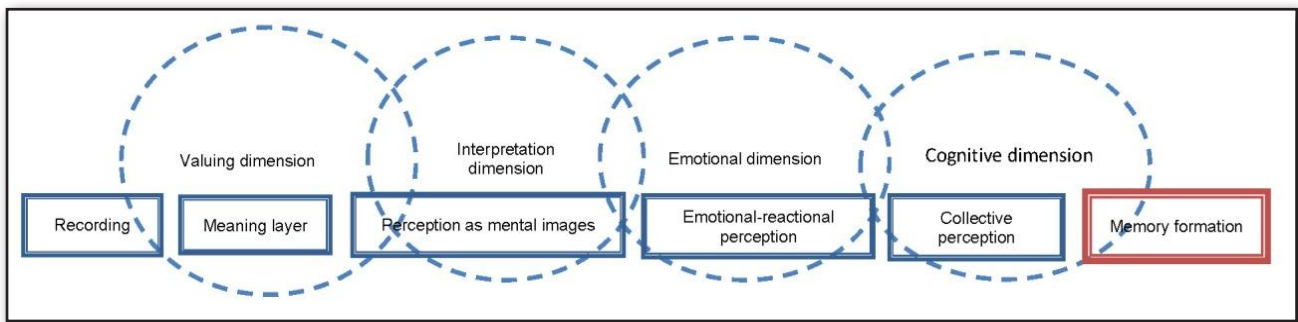 Valuing dimension
Interpretation
dimension
Emotional dimension
Cognitive dimension
Recording
Meaning layer
Perception as mental images
Emotional-reactional
perception
Collective
perception
Memory formation